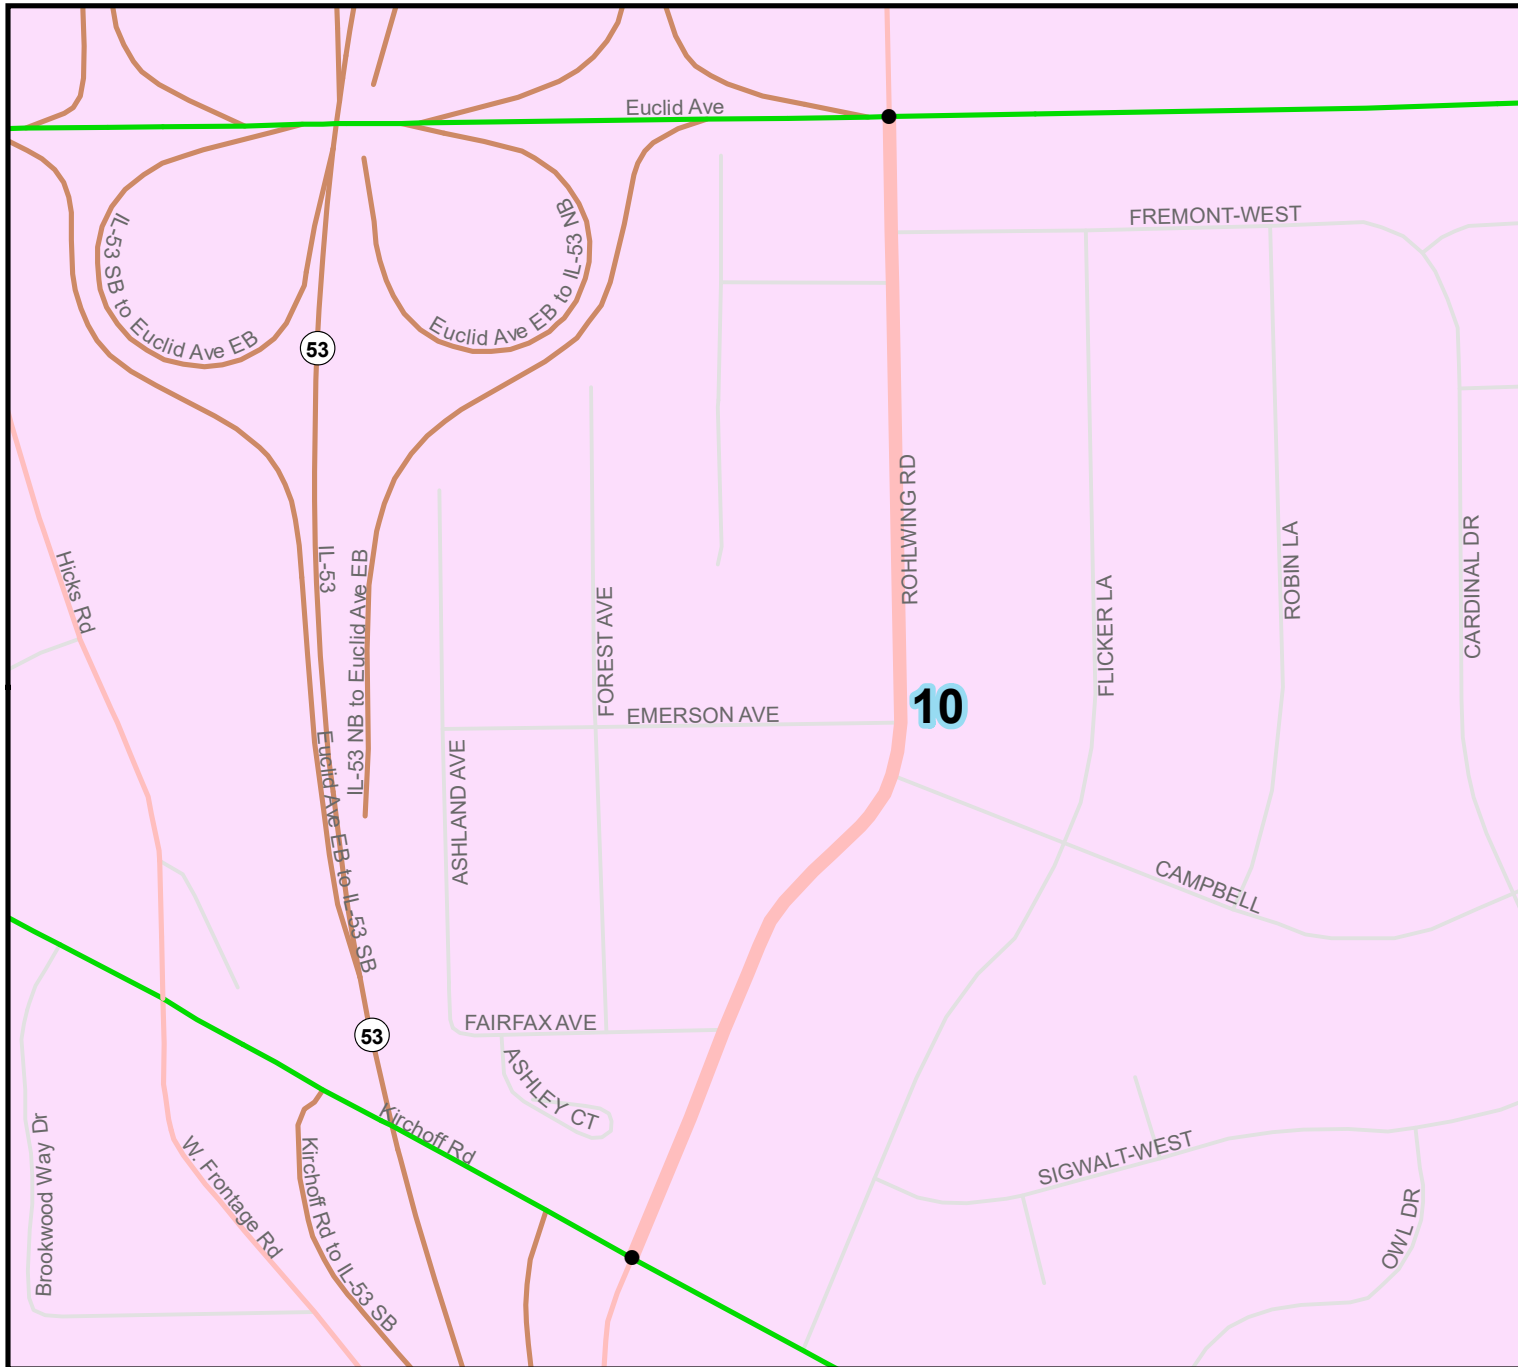 Euclid Ave
FREMONT-WEST
IL-53 SB to Euclid Ave EB
Euclid Ave EB to IL-53 NB
53
ROHLWING RD
IL-53
IL-53 NB to Euclid Ave EB
Hicks Rd
FOREST AVE
FLICKER LA
ROBIN LA
CARDINAL DR
10
EMERSON AVE
Euclid Ave EB to IL-53 SB
ASHLAND AVE
CAMPBELL
FAIRFAX AVE
53
ASHLEY CT
Kirchoff Rd
Brookwood Way Dr
W. Frontage Rd
Kirchoff Rd to IL-53 SB
SIGWALT-WEST
OWL DR